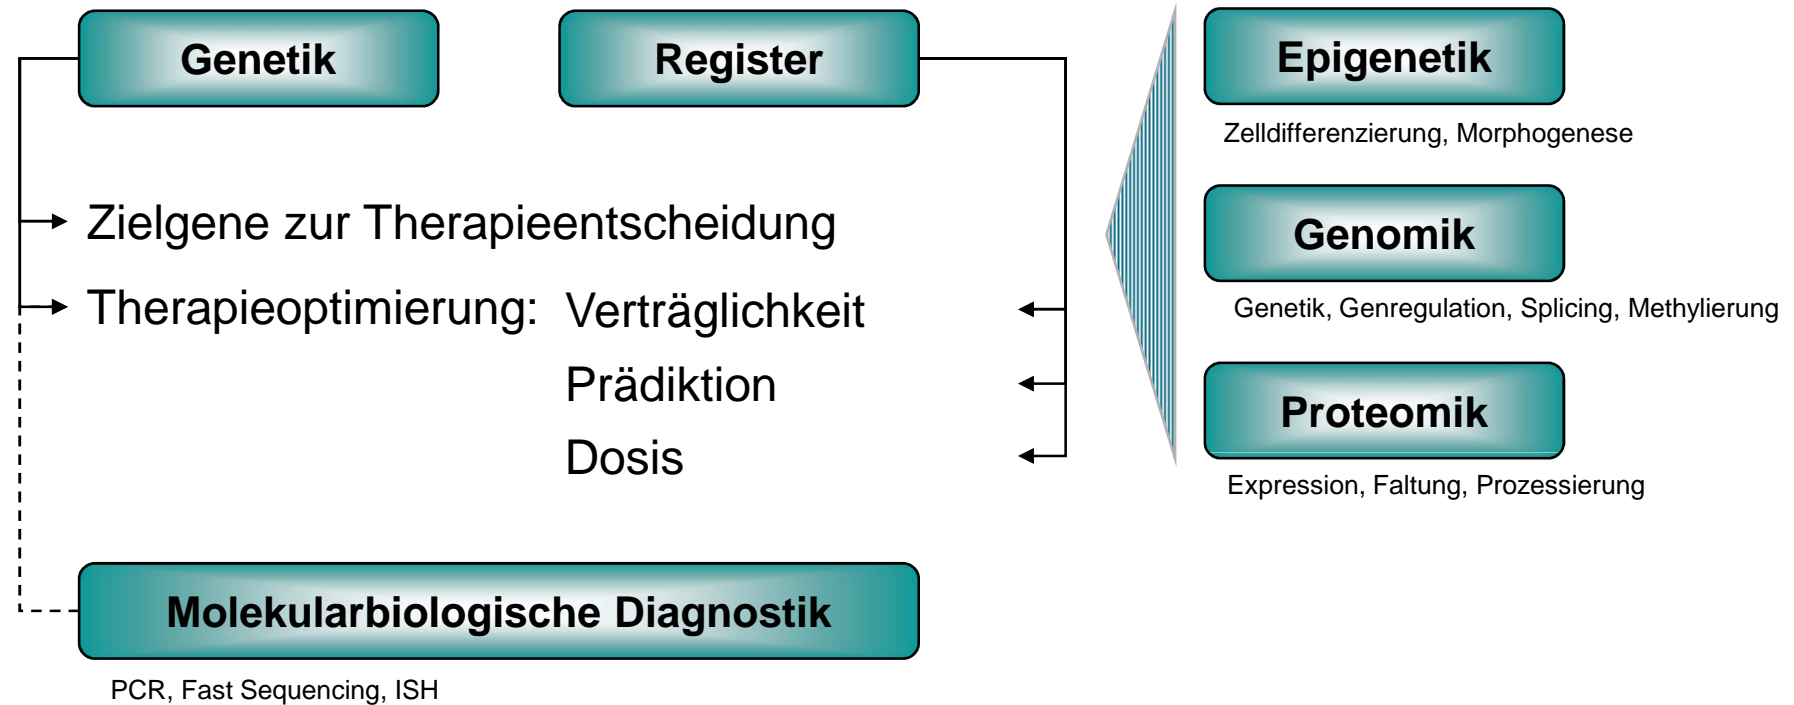 Genetik
Register
Zielgene zur Therapieentscheidung
Therapieoptimierung: Verträglichkeit
Prädiktion
Dosis
Molekularbiologische Diagnostik
PCR, Fast Sequencing, ISH
Epigenetik
Zelldifferenzierung, Morphogenese
Genomik
Genetik, Genregulation, Splicing, Methylierung
Proteomik
Expression, Faltung, Prozessierung